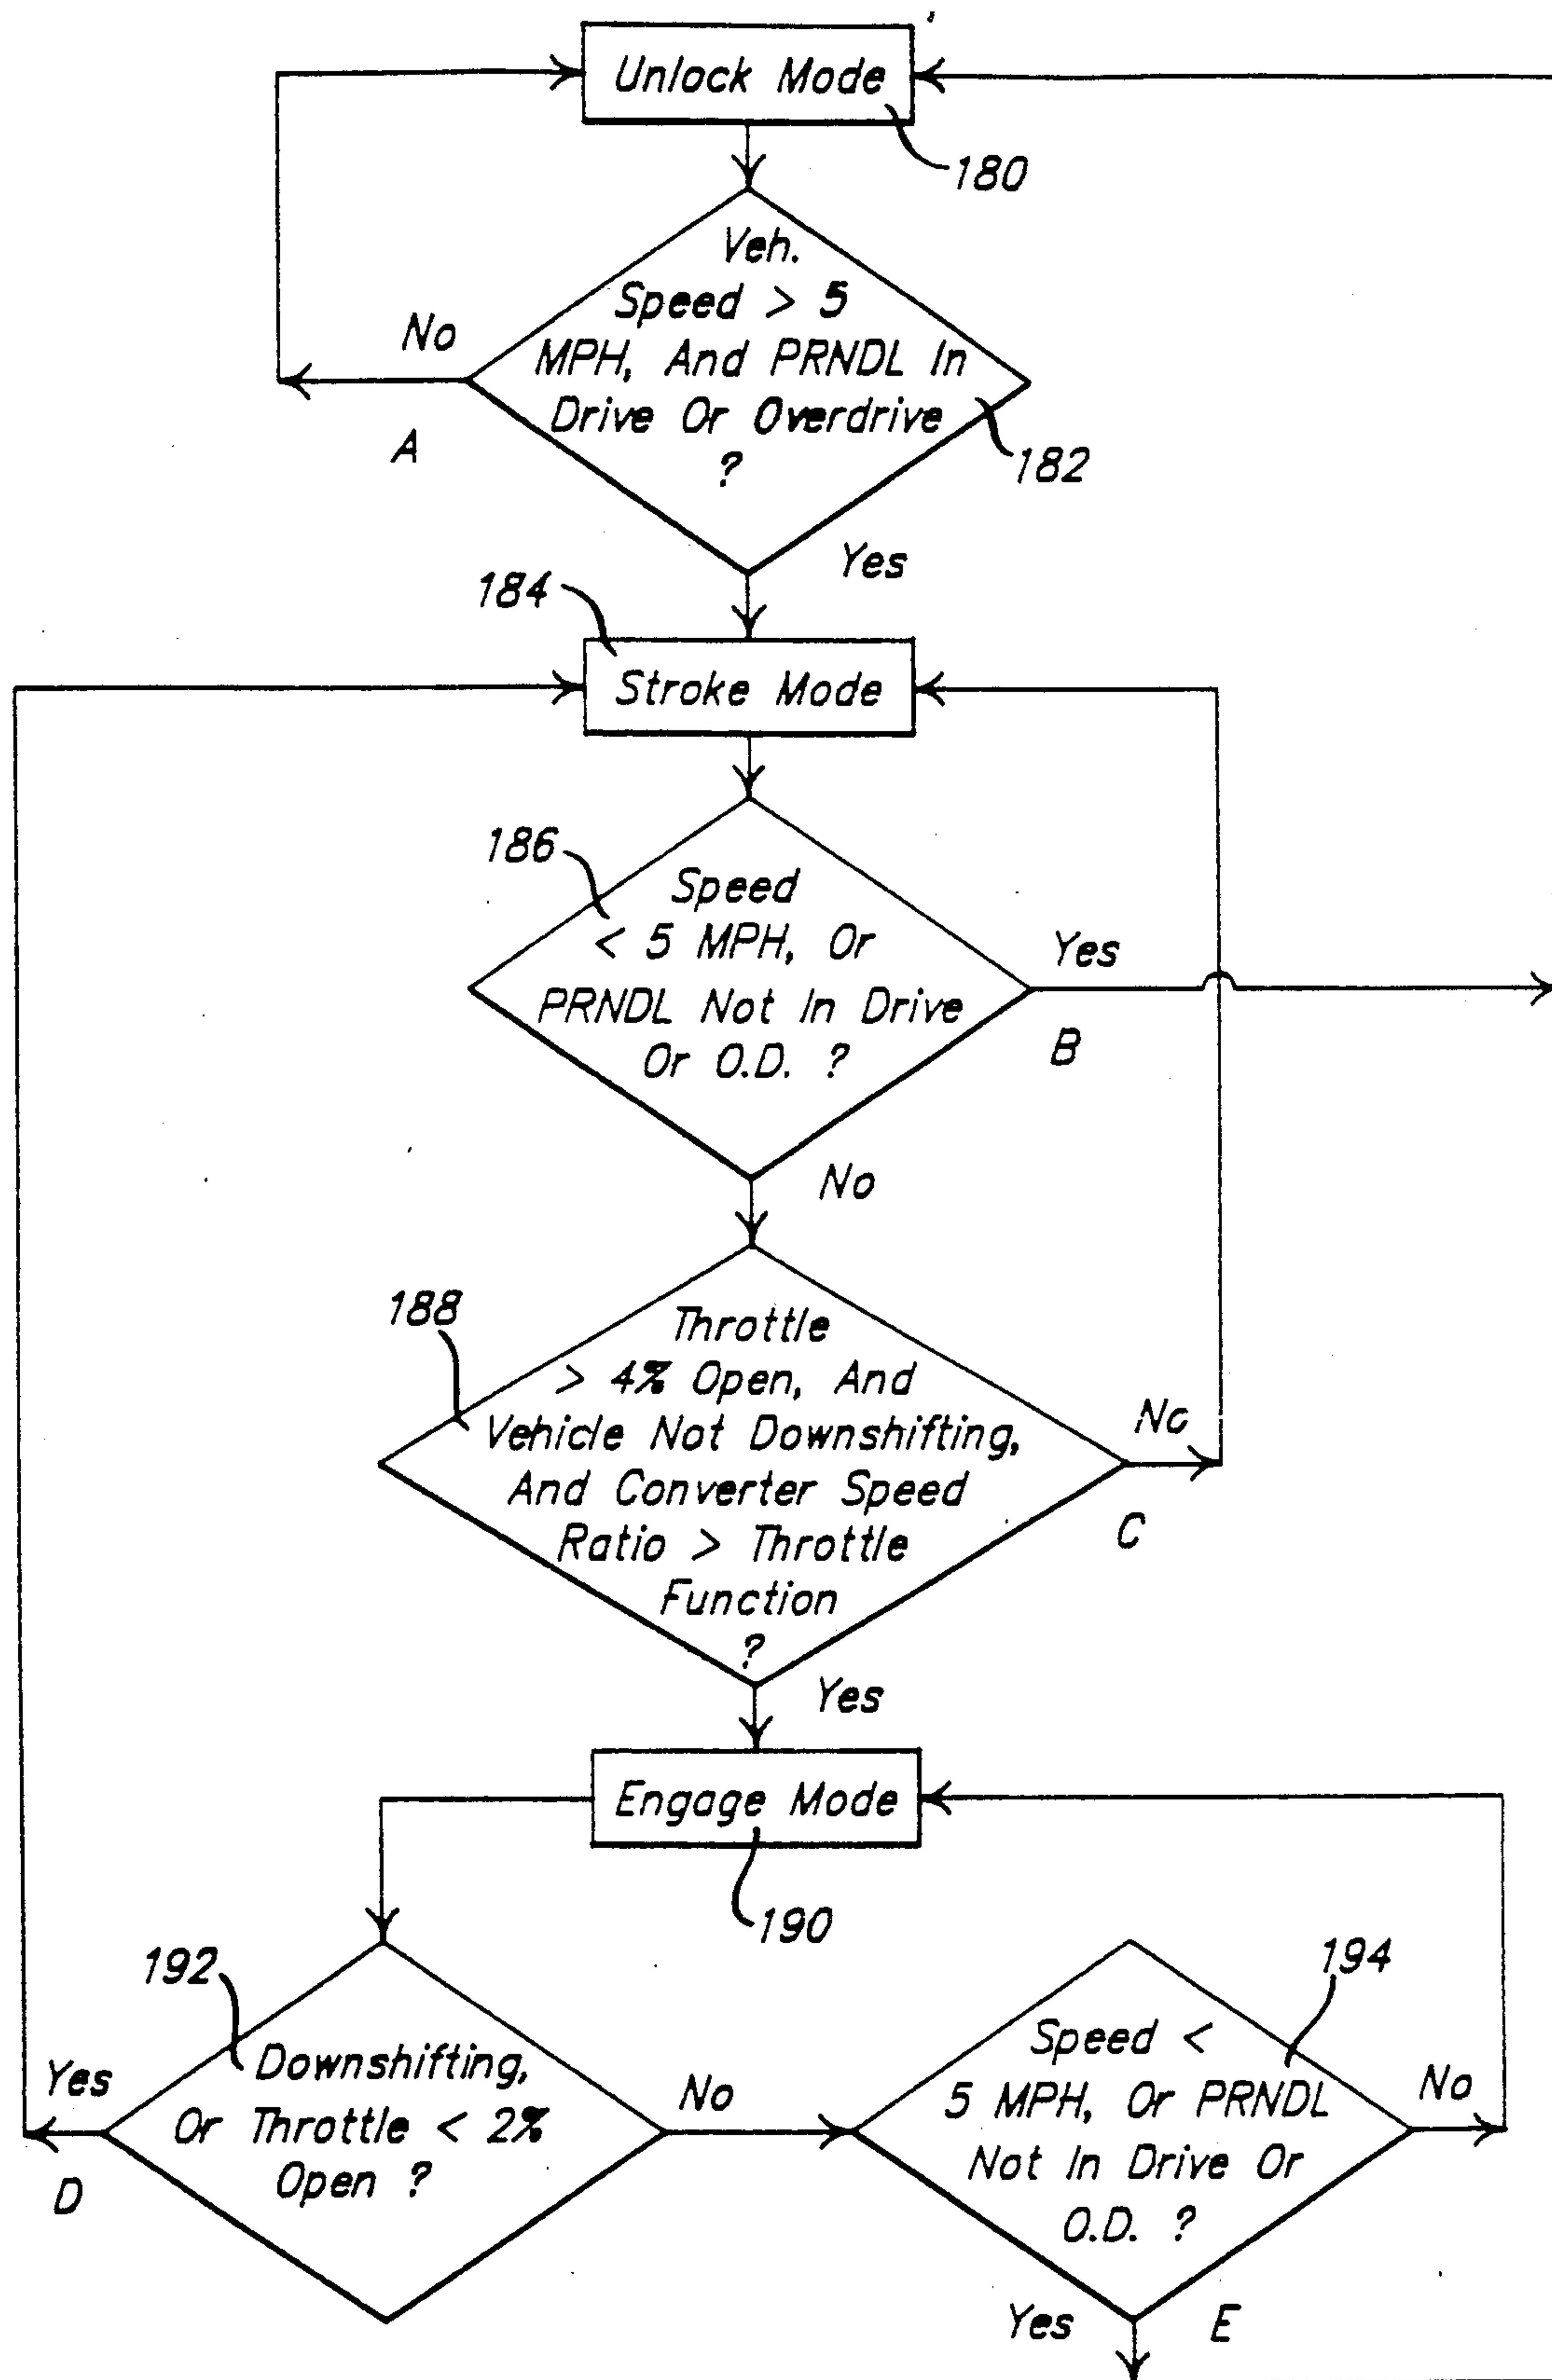 Unlock Mode
180
Veh.
Speed > 5
MPH, And PRNDL In
Drive Or Overdrive
?
182
No
A
Yes
184
Stroke Mode
186
Speed
< 5 MPH, Or
PRNDL Not In Drive
Or O.D. ?
Yes
B
No
188
Throttle
> 4% Open, And
Vehicle Not Downshifting,
And Converter Speed
Ratio > Throttle
Function
?
No
C
Yes
Engage Mode
190
192
Downshifting,
Or Throttle < 2%
Open ?
Yes
D
No
194
Speed <
5 MPH, Or PRNDL
Not In Drive Or
O.D. ?
No
Yes
E